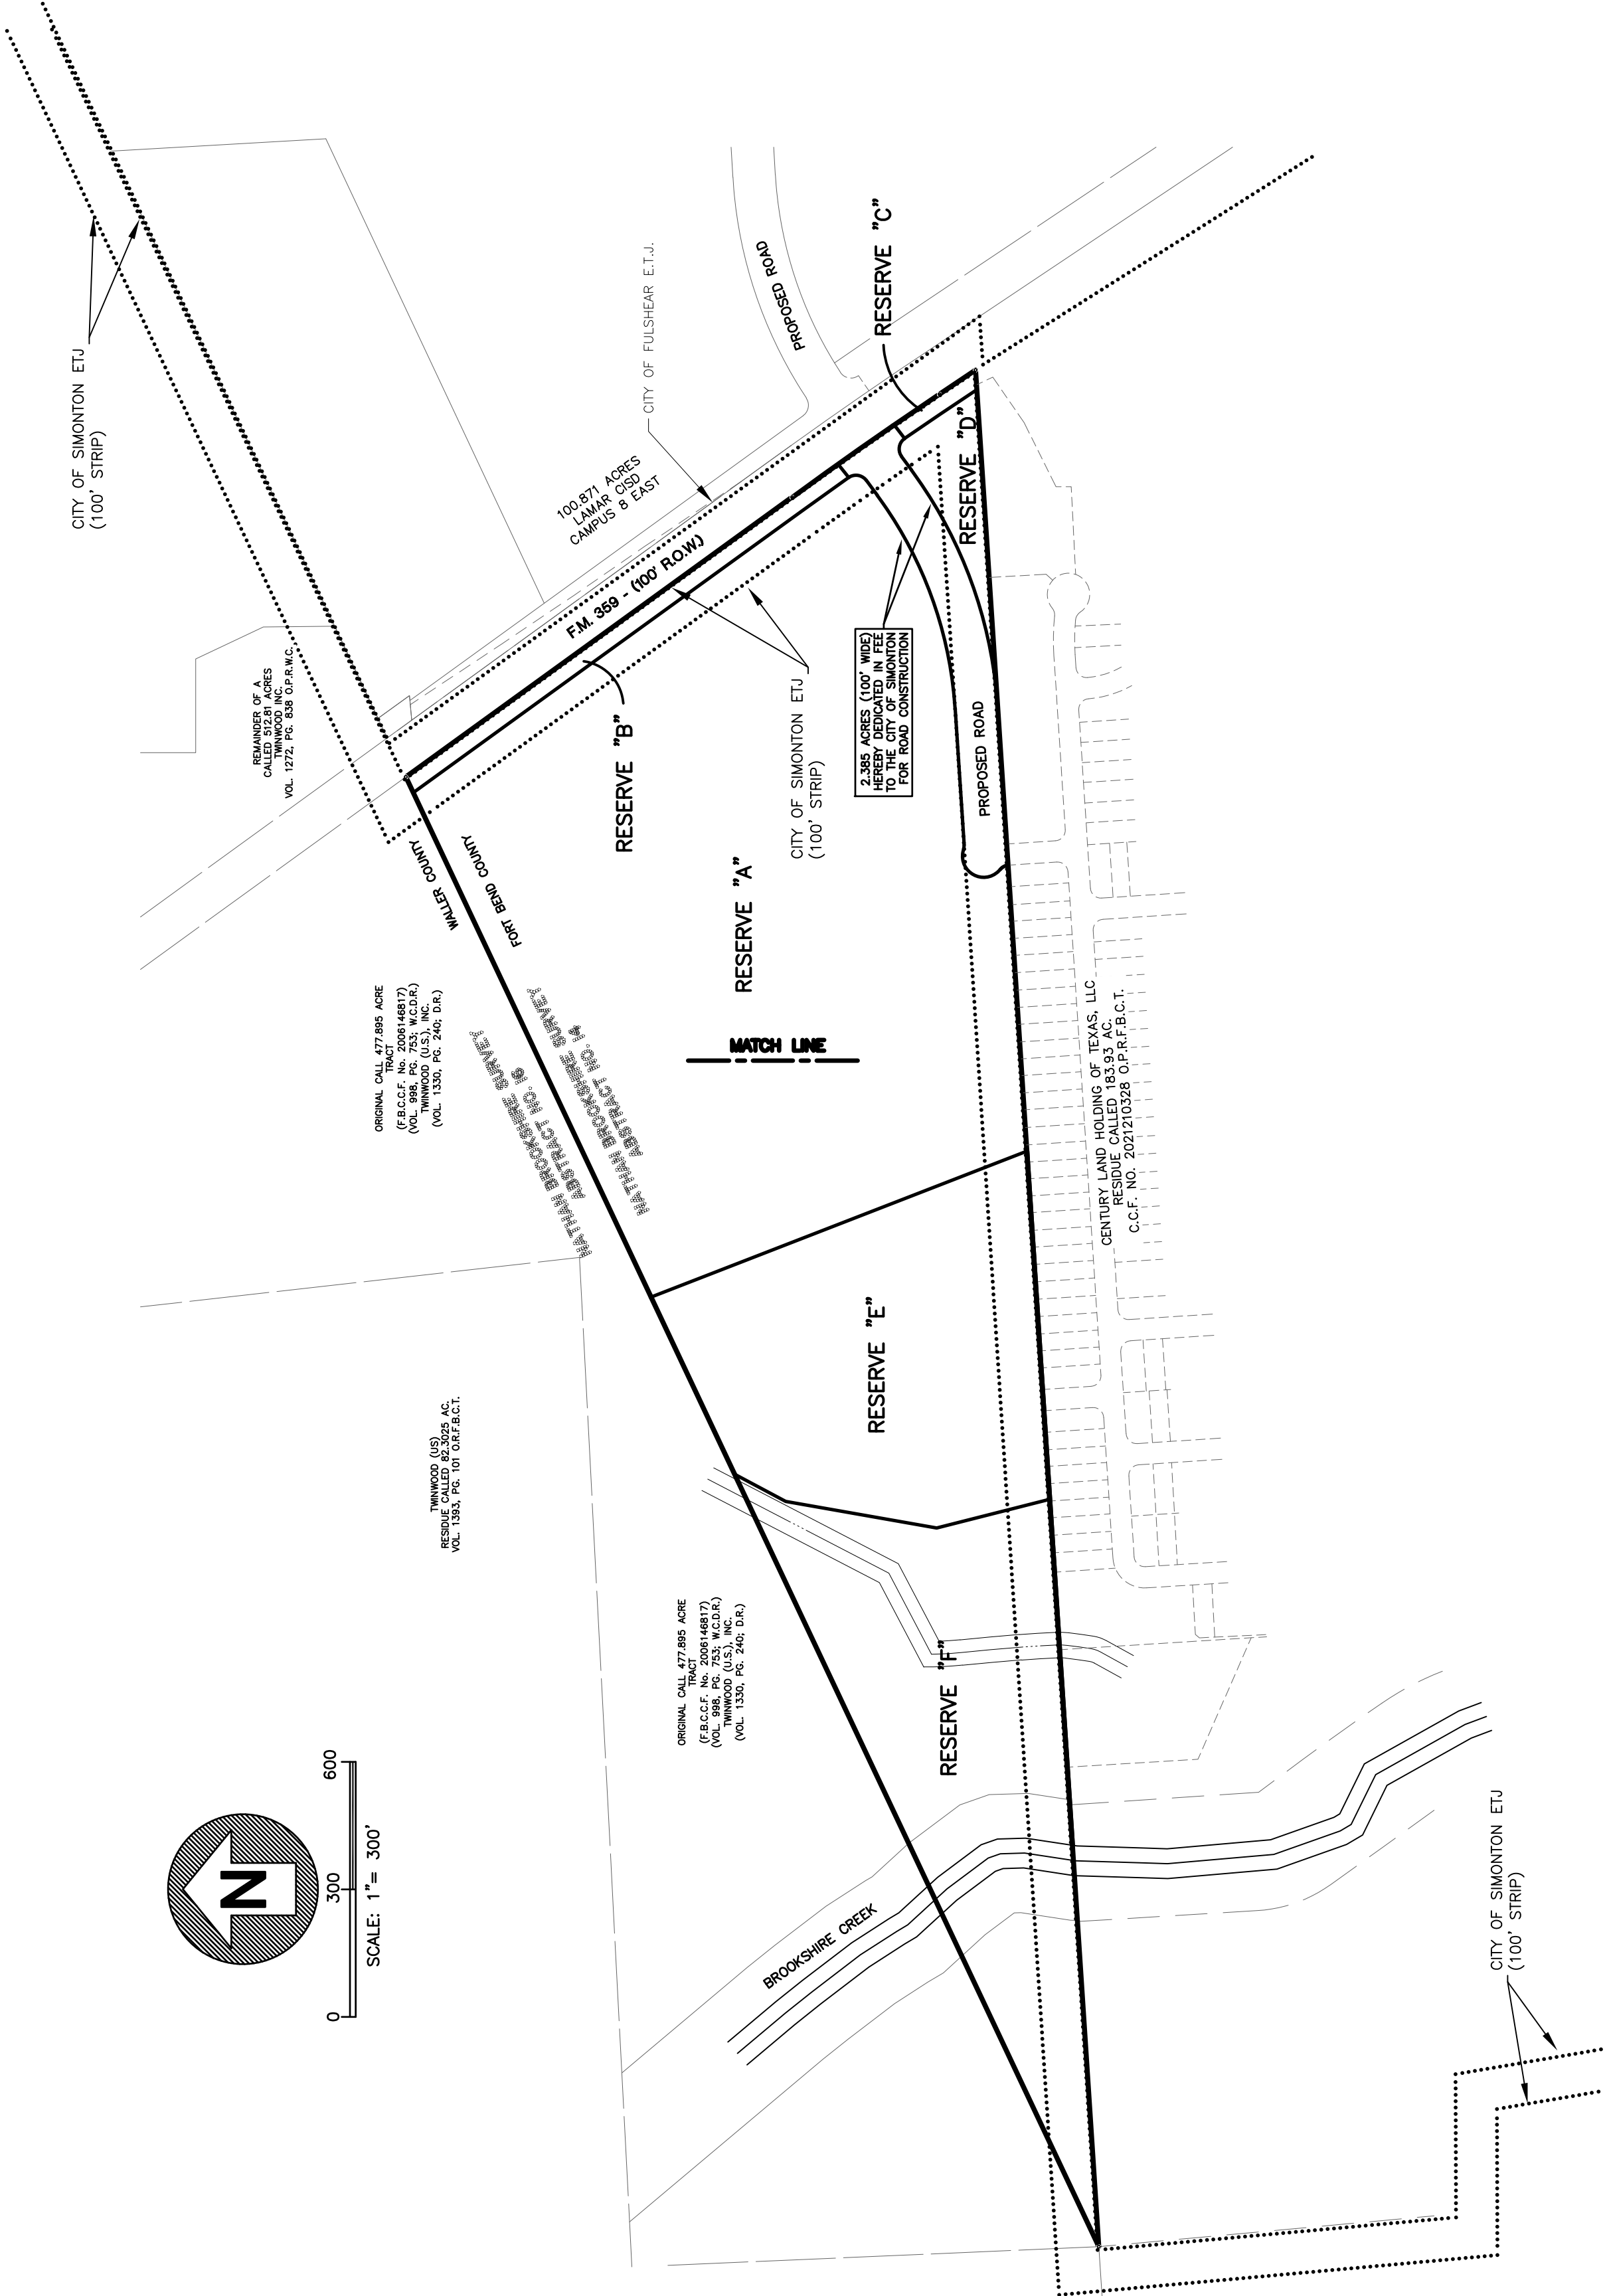 CITY OF SIMONTON ETJ
(100' STRIP)
REMAINDER OF A
CALLED 512.81 ACRES
TWINWOOD INC.
VOL. 1272, PG. 838 O.P.R.W.C.
CITY OF FULSHEAR E.T.J.
PROPOSED ROAD
RESERVE "C"
100.871 ACRES
LAMAR CISD
CAMPUS 8 EAST
F.M. 359 - (100' R.O.W.)
RESERVE "D"
RESERVE "B"
CITY OF SIMONTON ETJ
(100' STRIP)
2.385 ACRES (100' WIDE)
HEREBY DEDICATED IN FEE
TO THE CITY OF SIMONTON
FOR ROAD CONSTRUCTION
PROPOSED ROAD
WALLER COUNTY
FORT BEND COUNTY
RESERVE "A"
ORIGINAL CALL 477.895 ACRE
TRACT
(F.B.C.C.F. No. 2006146817)
(VOL. 998, PG. 753; W.C.D.R.)
TWINWOOD (U.S.), INC.
(VOL. 1330, PG. 240; D.R.)
NATHAN BROOKSHIRE SURVEY
ABSTRACT NO. 16
NATHAN BROOKSHIRE SURVEY
ABSTRACT NO. 14
MATCH LINE
CENTURY LAND HOLDING OF TEXAS, LLC
RESIDUE CALLED 183.93 AC.
C.C.F. NO. 2021210328 O.P.R.F.B.C.T.
RESERVE "E"
TWINWOOD (US)
RESIDUE CALLED 82.3025 AC.
VOL. 1393, PG. 101 O.R.F.B.C.T.
ORIGINAL CALL 477.895 ACRE
TRACT
(F.B.C.C.F. No. 2006146817)
(VOL. 998, PG. 753; W.C.D.R.)
TWINWOOD (U.S.), INC.
(VOL. 1330, PG. 240; D.R.)
RESERVE "F"
N
0 300 600
SCALE: 1"= 300'
BROOKSHIRE CREEK
CITY OF SIMONTON ETJ
(100' STRIP)